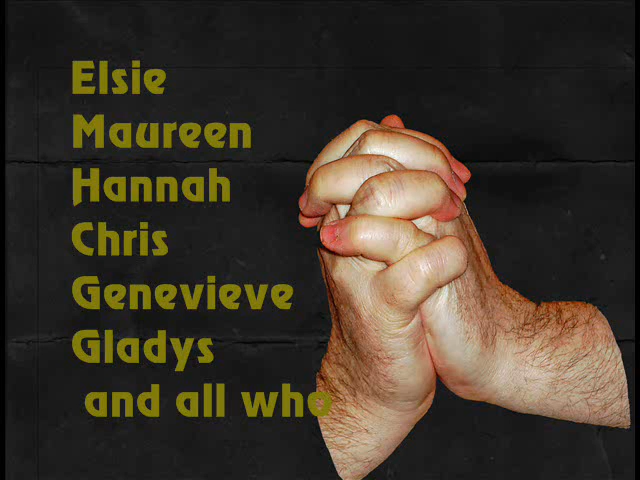 Elsie
Maureen
Hannah
Chris
Genevieve
Gladys
and all who